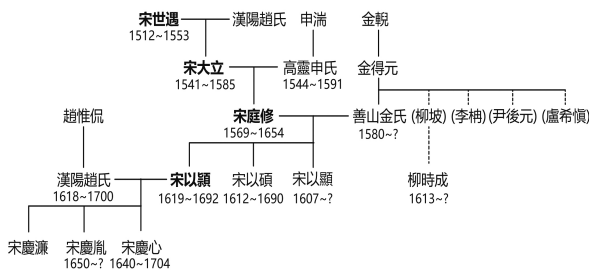 宋世遇 漢陽趙氏 申湍 金輗
1512~1553
宋大立 高靈申氏 金得元
1541~1585 1544~1591
趙惟侃 宋庭修 善山金氏 (柳坡) (李柟) (尹後元) (盧希愼)
1569~1654 1580~?
漢陽趙氏 宋以穎 宋以碩 宋以顯 柳時成
1618~1700 1619~1692 1612~1690 1607~? 1613~?
宋慶濂 宋慶胤 宋慶心
1650~? 1640~1704